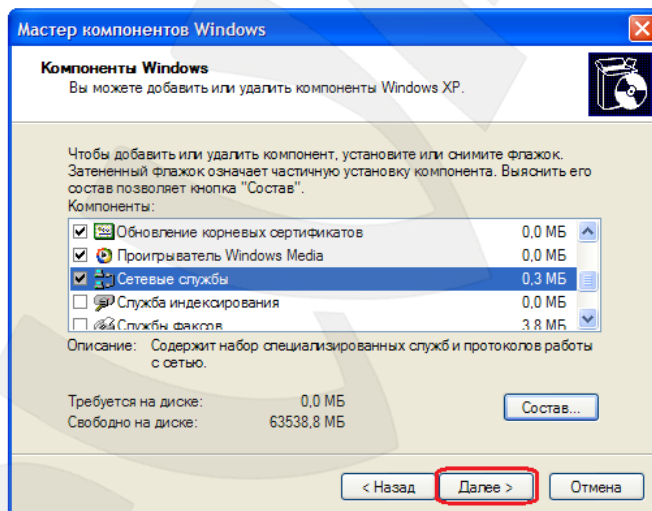 Мастер компонентов Windows
Компоненты Windows
Вы можете добавить или удалить компоненты Windows XP.
Чтобы добавить или удалить компонент, установите или снимите флажок.
Затененный флажок означает частичную установку компонента. Выяснить его
состав позволяет кнопка "Состав".
Компоненты:
Обновление корневых сертификатов 0,0 МБ
Проигрыватель Windows Media 0,0 МБ
Сетевые службы 0,3 МБ
Служба индексирования 0,0 МБ
Службы факсов 3,8 МБ
Описание: Содержит набор специализированных служб и протоколов работы
с сетью.
Требуется на диске: 0,0 МБ
Состав...
Свободно на диске: 63538,8 МБ
< Назад Далее > Отмена